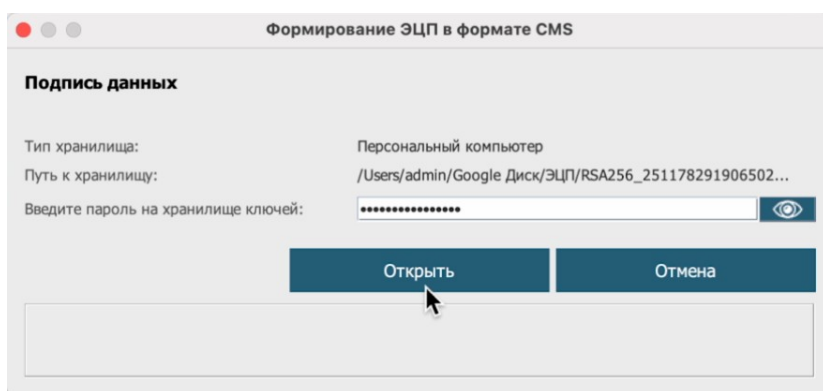 Формирование ЭЦП в формате CMS
Подпись данных
Тип хранилища: Персональный компьютер
Путь к хранилищу: /Users/admin/Google Диск/ЭЦП/RSA256_251178291906502...
Введите пароль на хранилище ключей: ••••••••••••••••
Открыть Отмена